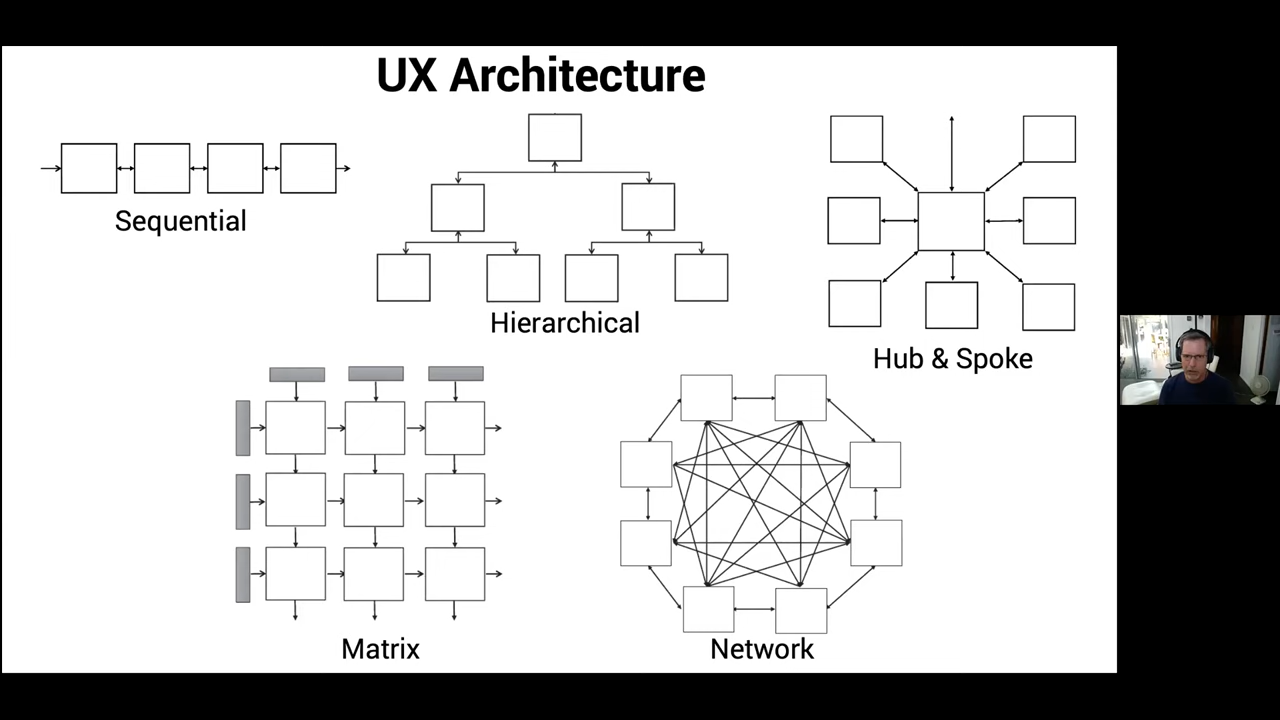 UX Architecture
Sequential
Hierarchical
Hub & Spoke
Matrix
Network